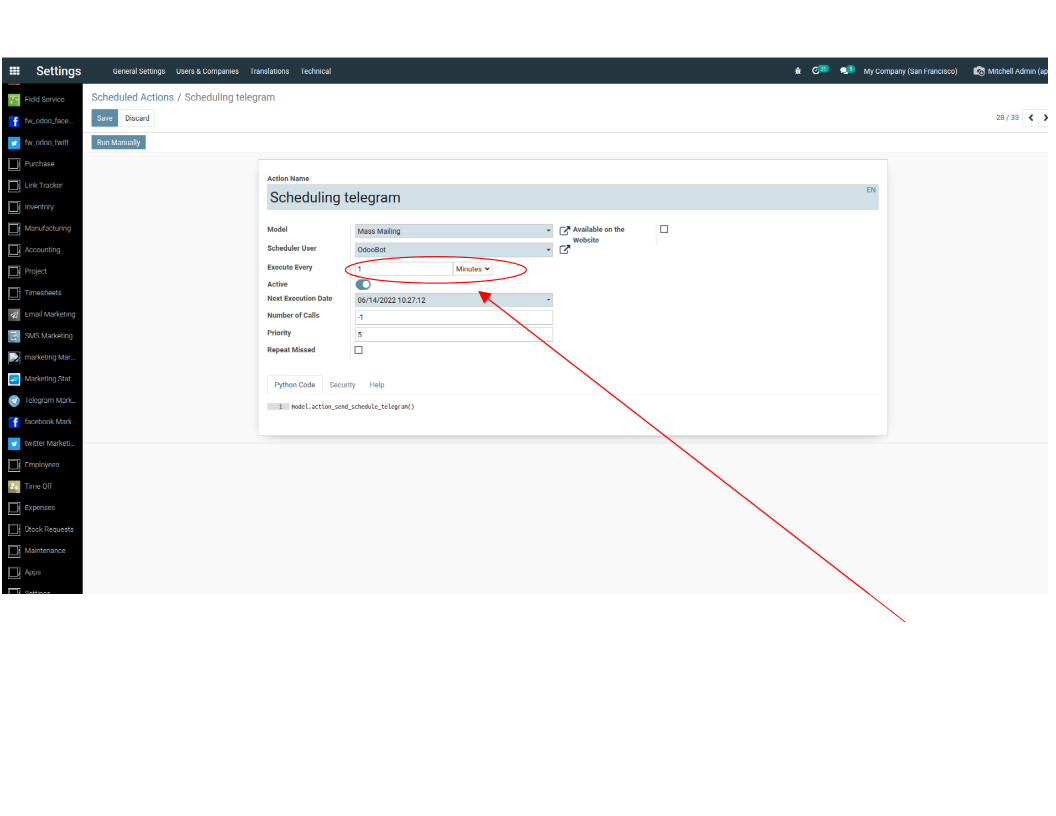 Settings General Settings Users & Companies Translations Technical 31 5 My Company (San Francisco) Mitchell Admin (ap
Scheduled Actions / Scheduling telegram
Save Discard 28 / 33
Run Manually
Field Service
fw_odoo_face...
fw_odoo_twitt
Purchase
Link Tracker
Inventory
Manufacturing
Accounting
Project
Timesheets
Email Marketing
SMS Marketing
marketing Mar...
Marketing Stat
Telegram Mark...
facebook Mark
twitter Marketi...
Employees
Time Off
Expenses
Stock Requests
Maintenance
Apps
Settings
Action Name
Scheduling telegram EN
Model Mass Mailing Available on the
Website
Scheduler User OdooBot
Execute Every 1 Minutes
Active
Next Execution Date 06/14/2022 10:27:12
Number of Calls -1
Priority 5
Repeat Missed
Python Code Security Help
1 model.action_send_schedule_telegram()